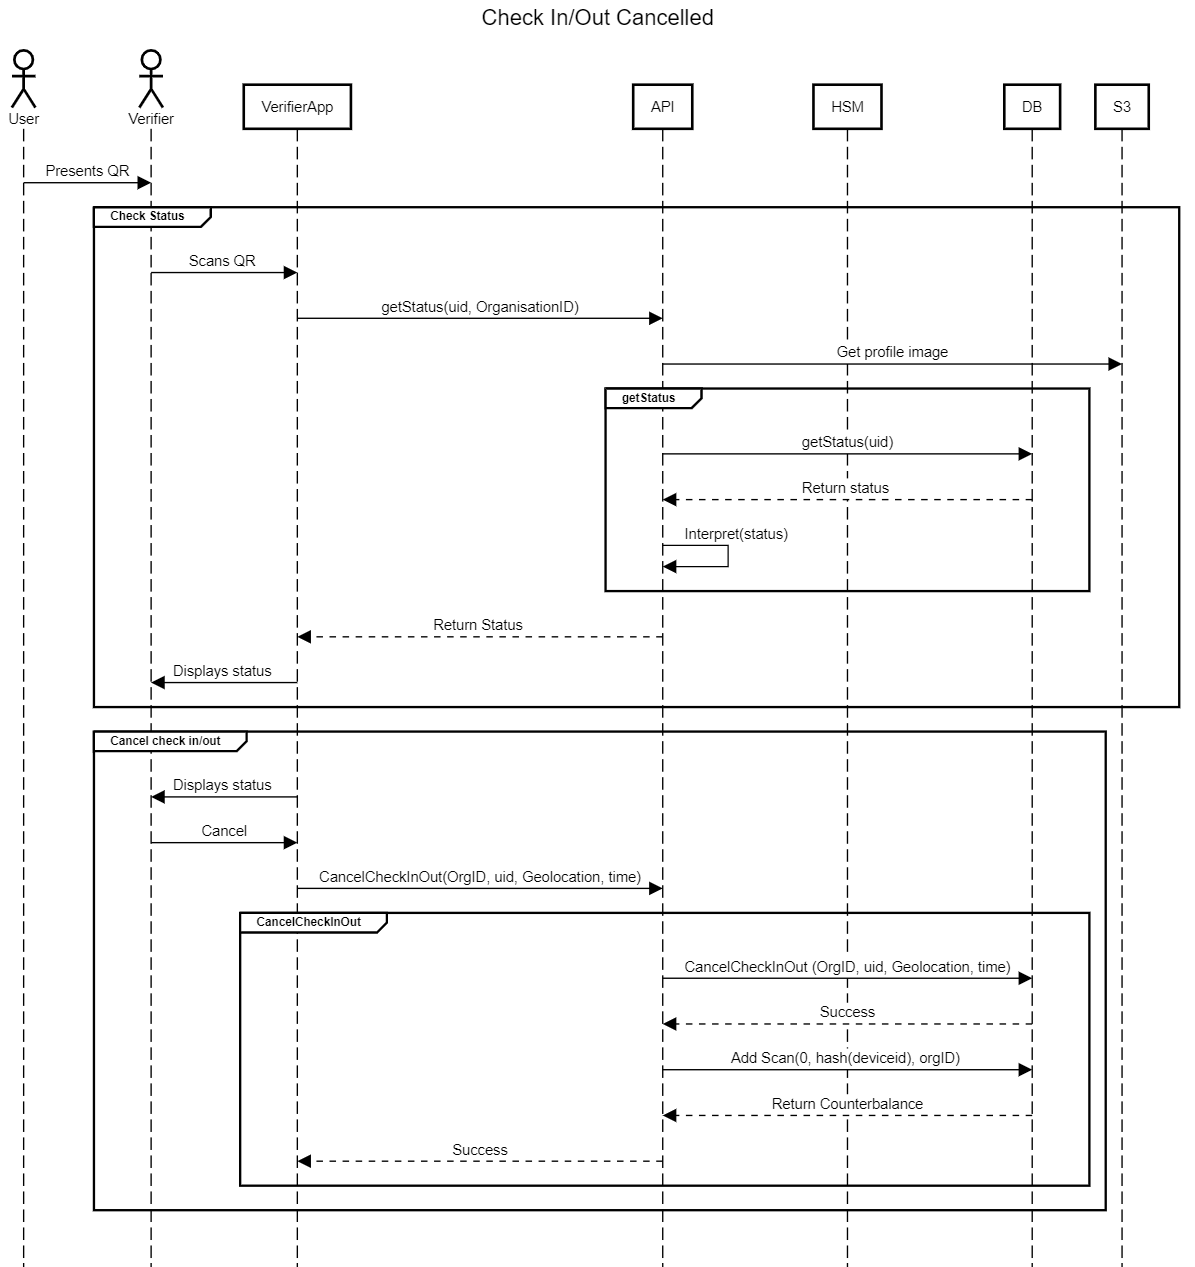 Check In/Out Cancelled
User
Verifier
VerifierApp
API
HSM
DB
S3
Presents QR
Check Status
Scans QR
getStatus(uid, OrganisationID)
Get profile image
getStatus
getStatus(uid)
Return status
Interpret(status)
Return Status
Displays status
Cancel check in/out
Displays status
Cancel
CancelCheckInOut(OrgID, uid, Geolocation, time)
CancelCheckInOut
CancelCheckInOut (OrgID, uid, Geolocation, time)
Success
Add Scan(0, hash(deviceid), orgID)
Return Counterbalance
Success